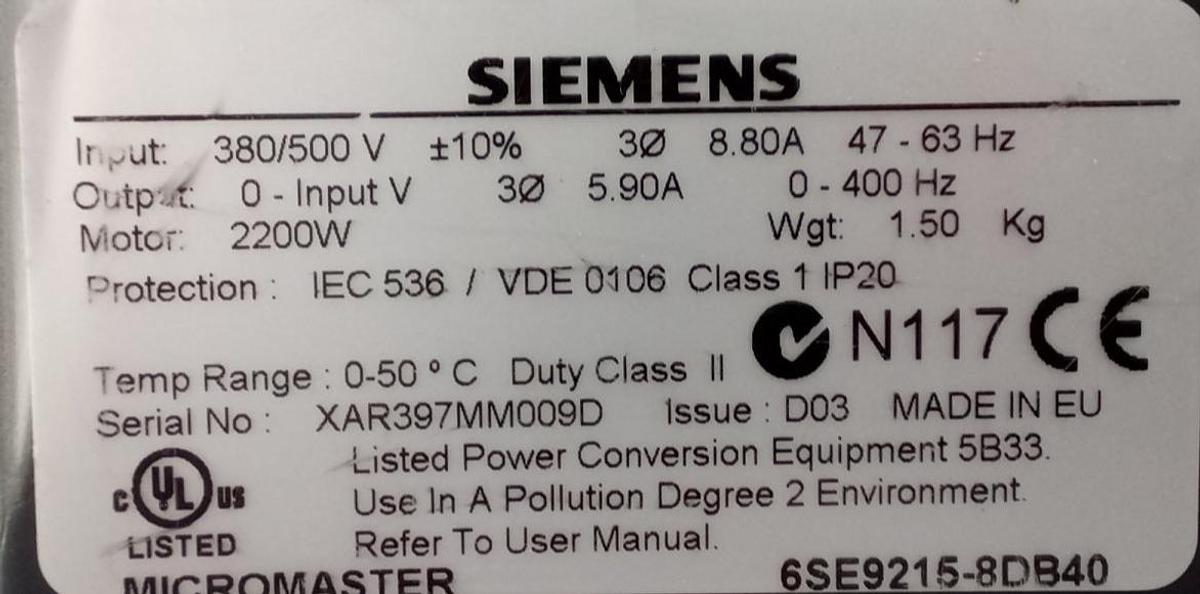 SIEMENS
Input: 380/500 V ±10% 3Ø 8.80A 47 - 63 Hz
Output: 0 - Input V 3Ø 5.90A 0 - 400 Hz
Motor: 2200W Wgt: 1.50 Kg
Protection : IEC 536 / VDE 0106 Class 1 IP20
N117 CE
Temp Range : 0-50 ° C Duty Class II
Serial No : XAR397MM009D Issue : D03 MADE IN EU
Listed Power Conversion Equipment 5B33.
C UL US Use In A Pollution Degree 2 Environment.
LISTED Refer To User Manual.
MICROMASTER 6SE9215-8DB40